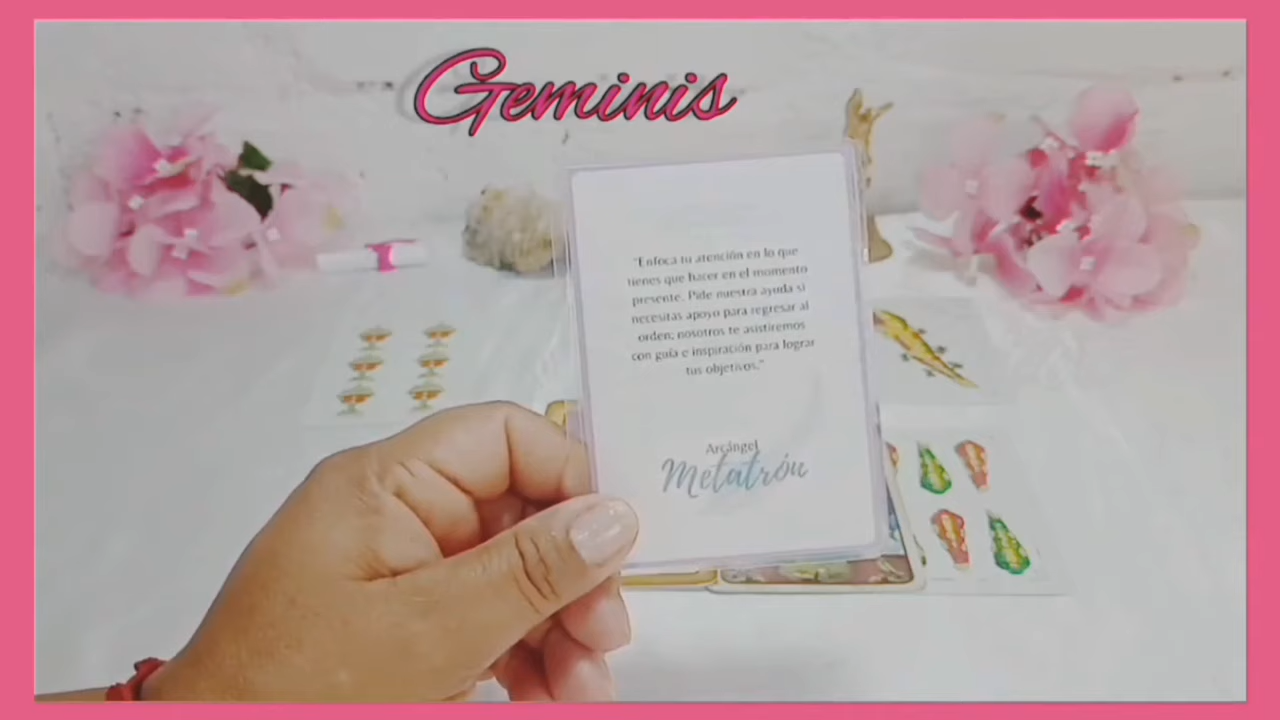 Geminis
"Enfoca tu atención en lo que
tienes que hacer en el momento
presente. Pide nuestra ayuda si
necesitas apoyo para regresar al
orden; nosotros te asistiremos
con guía e inspiración para lograr
tus objetivos."
Arcángel
Metatrón